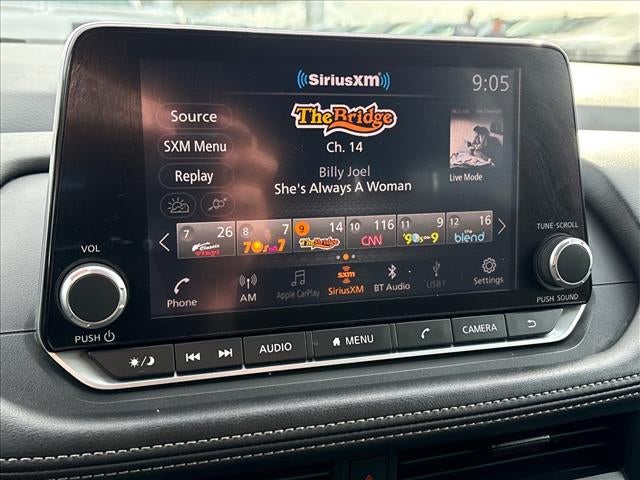 SiriusXM
9:05
Source
TheBridge
SXM Menu
Ch. 14
Replay
Billy Joel
She's Always A Woman
Live Mode
VOL
TUNE·SCROLL
7 26
8 7
9 14
10 116
11 9
12 16
Classic vinyl
70s on 7
TheBridge
CNN
90s on 9
the blend
Phone
AM
Apple CarPlay
sxm
SiriusXM
BT Audio
USB1
Settings
PUSH
PUSH SOUND
AUDIO
MENU
CAMERA